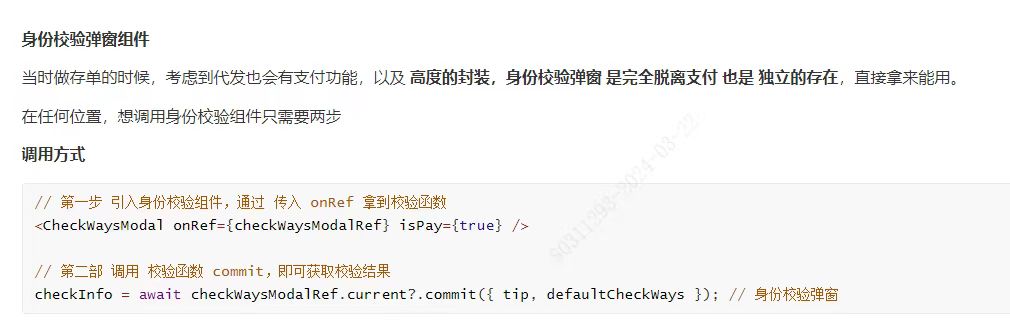 身份校验弹窗组件
当时做存单的时候，考虑到代发也会有支付功能，以及 高度的封装，身份校验弹窗 是完全脱离支付 也是 独立的存在，直接拿来能用。
在任何位置，想调用身份校验组件只需要两步
调用方式
// 第一步 引入身份校验组件，通过 传入 onRef 拿到校验函数
<CheckWaysModal onRef={checkWaysModalRef} isPay={true} />
// 第二部 调用 校验函数 commit，即可获取校验结果
checkInfo = await checkWaysModalRef.current?.commit({ tip, defaultCheckWays }); // 身份校验弹窗